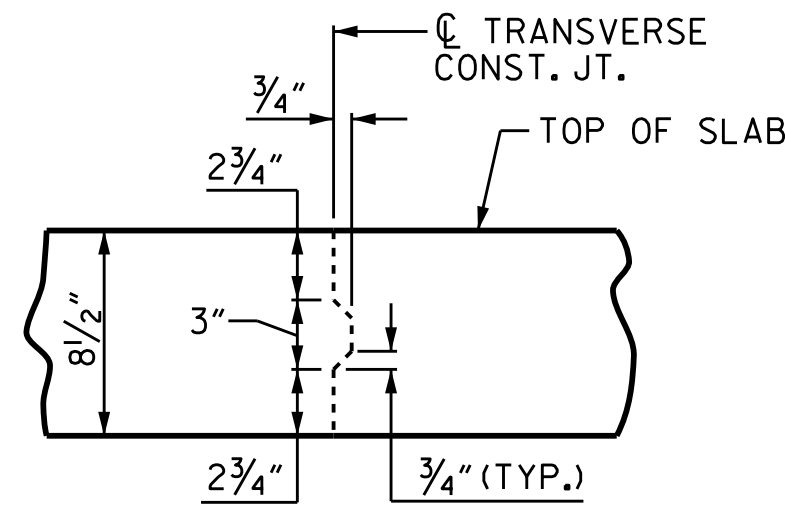 ℄ TRANSVERSE
CONST. JT.
3/4"
TOP OF SLAB
2 3/4"
3"
8 1/2"
2 3/4"
3/4" (TYP.)